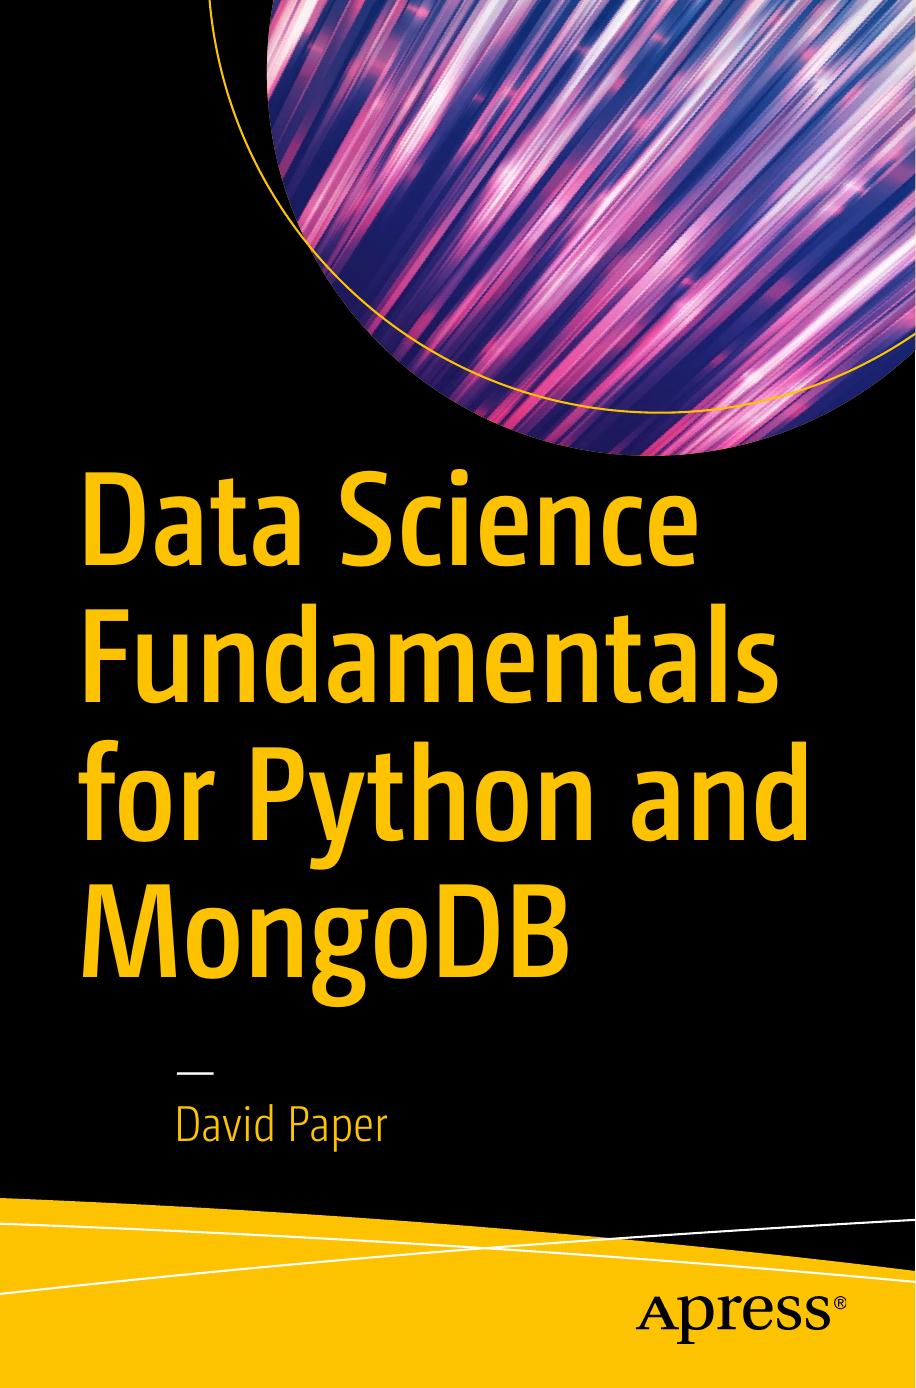 Data Science
Fundamentals
for Python and
MongoDB
—
David Paper
Apress®